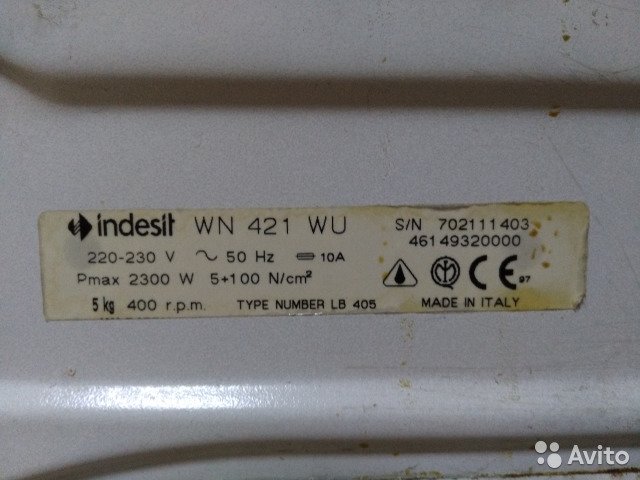 indesit WN 421 WU S/N 702111403
46149320000
220-230 V ~ 50 Hz 10A
Pmax 2300 W 5+100 N/cm²
CE 97
5 kg 400 r.p.m. TYPE NUMBER LB 405 MADE IN ITALY
Avito